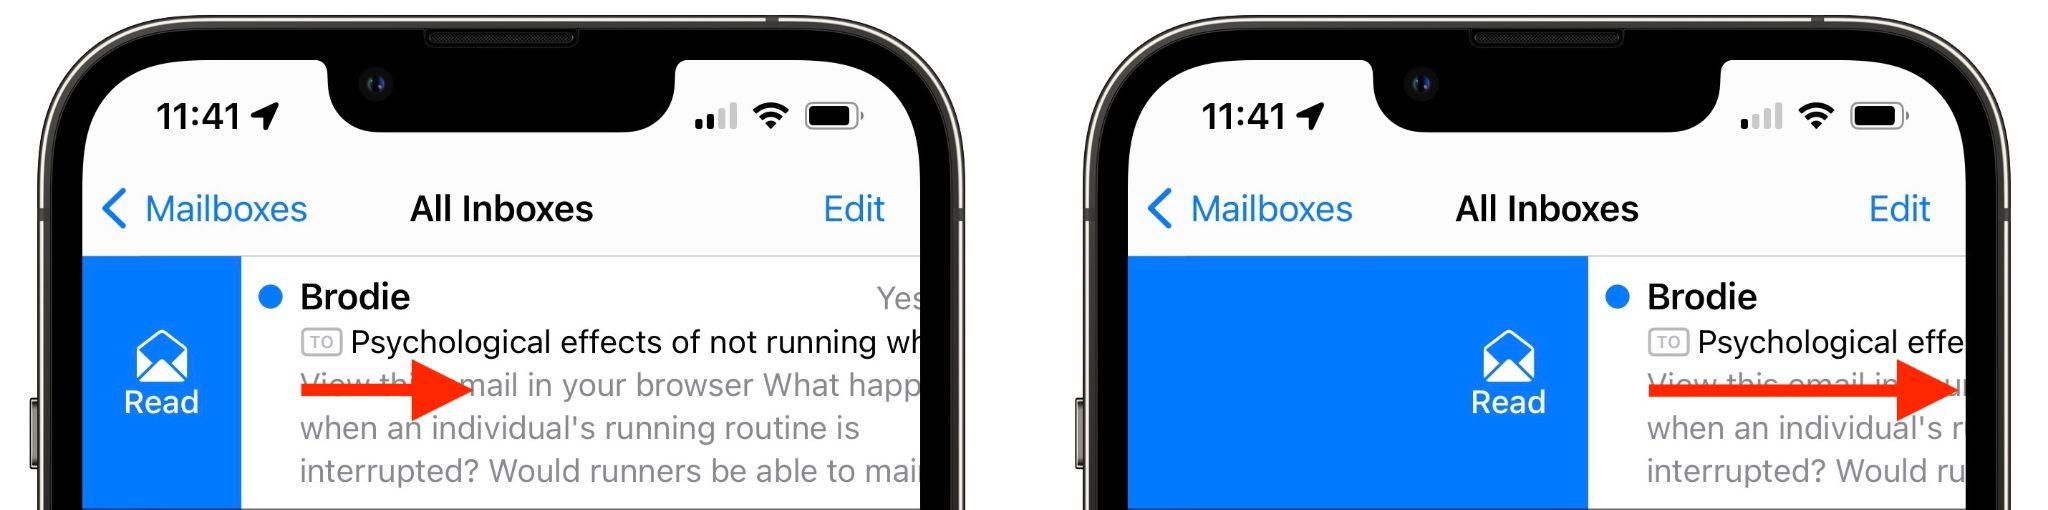 11:41
Mailboxes All Inboxes Edit
Read
Brodie Yes
TO Psychological effects of not running wh
View this email in your browser What happ
when an individual's running routine is
interrupted? Would runners be able to mai
11:41
Mailboxes All Inboxes Edit
Read
Brodie
TO Psychological effe
View this email in
when an individual's r
interrupted? Would ru